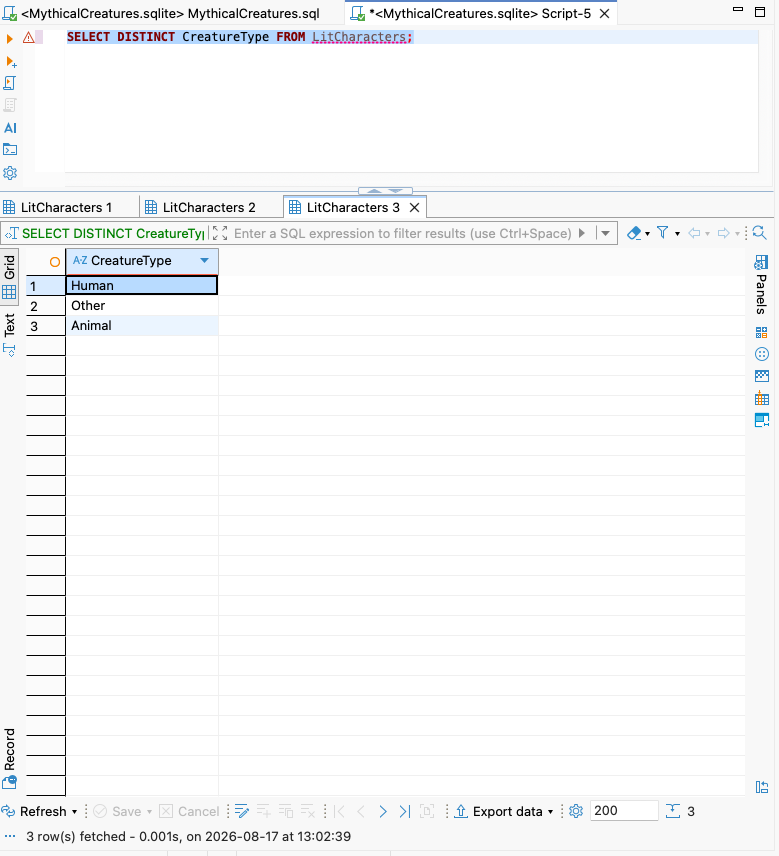 <MythicalCreatures.sqlite> MythicalCreatures.sql
*<MythicalCreatures.sqlite> Script-5
SELECT DISTINCT CreatureType FROM LitCharacters;
AI
LitCharacters 1
LitCharacters 2
LitCharacters 3
SELECT DISTINCT CreatureTyp
Enter a SQL expression to filter results (use Ctrl+Space)
Grid
Text
Record
A-Z CreatureType
1 Human
2 Other
3 Animal
Panels
Refresh
Save
Cancel
Export data
200
3
3 row(s) fetched - 0.001s, on 2026-08-17 at 13:02:39